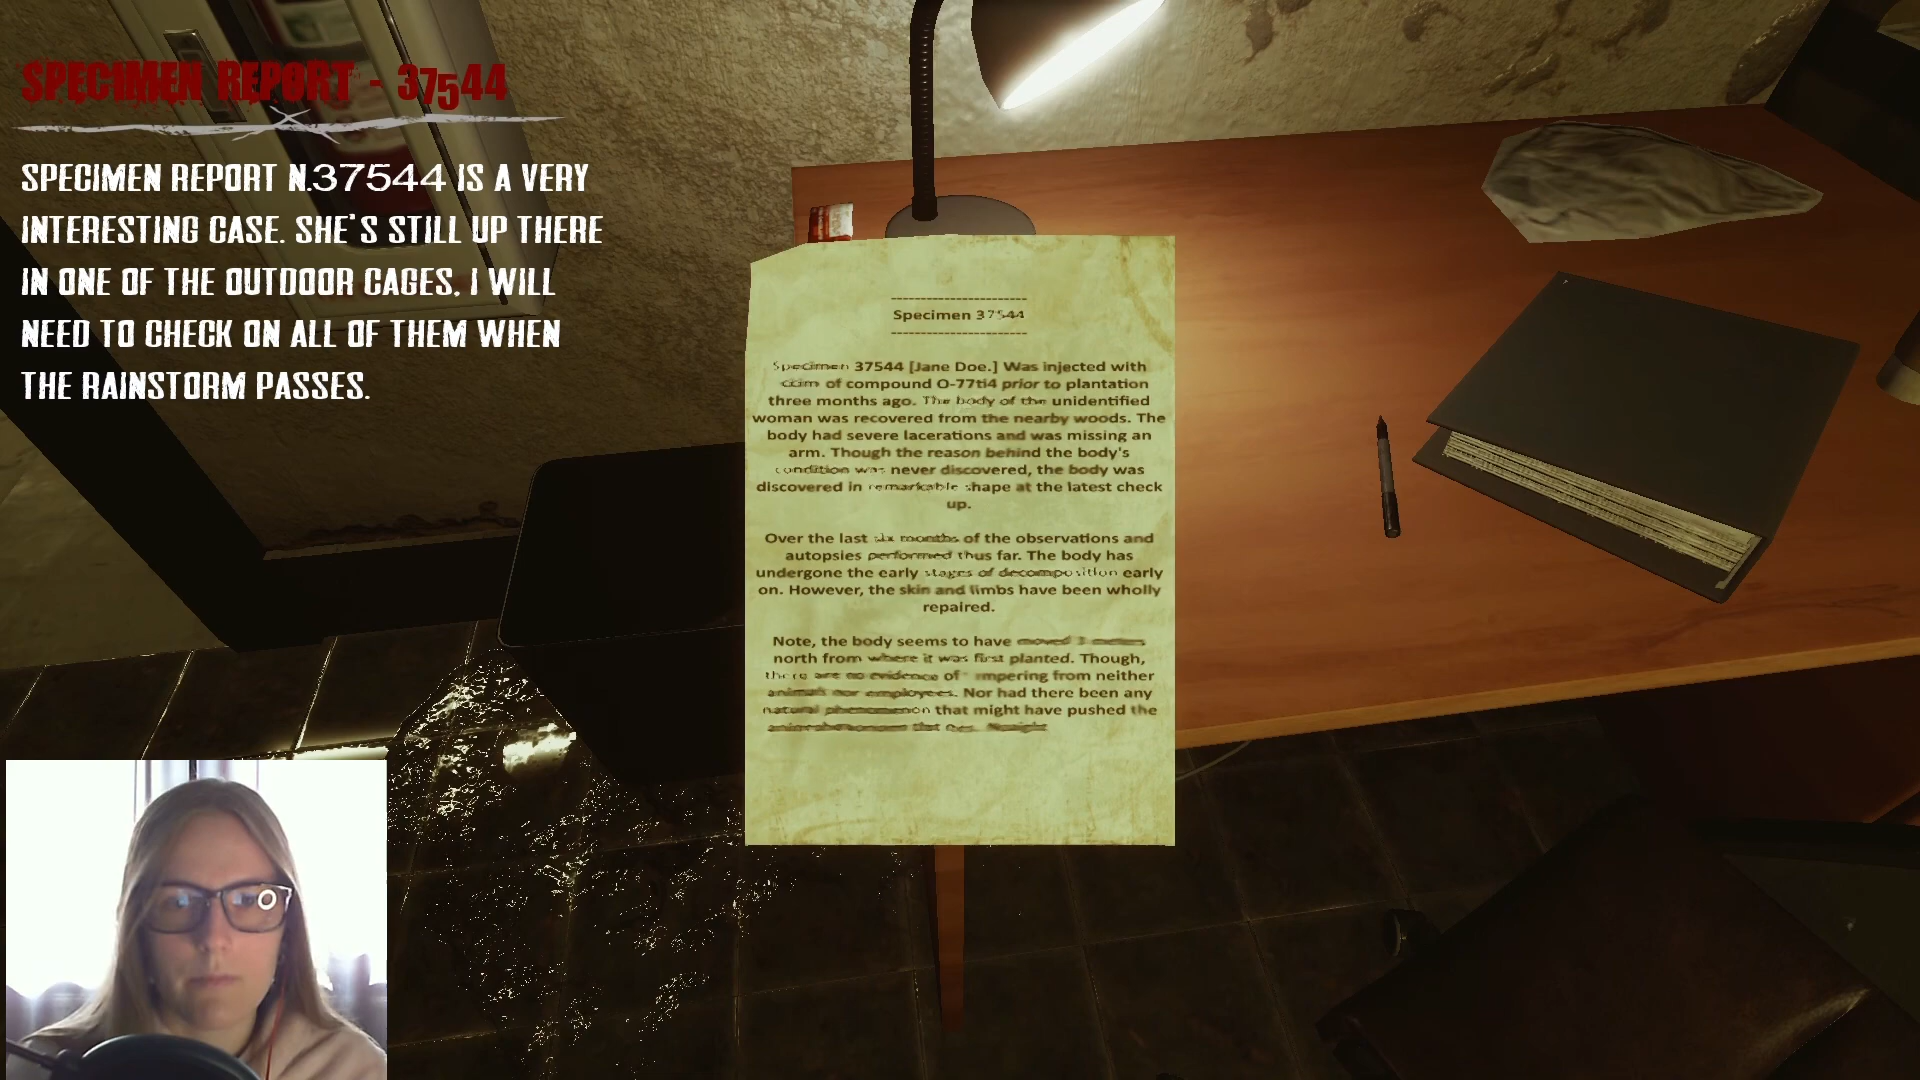 SPECIMEN REPORT - 37544
SPECIMEN REPORT N.37544 IS A VERY
INTERESTING CASE. SHE'S STILL UP THERE
IN ONE OF THE OUTDOOR CAGES. I WILL
NEED TO CHECK ON ALL OF THEM WHEN
THE RAINSTORM PASSES.
Specimen 37544
Specimen 37544 [Jane Doe.] Was injected with
of compound prior to plantation
three months ago. The body of the unidentified
woman was recovered from the nearby woods. The
body had severe lacerations and was missing an
arm. Though the reason behind the body's
condition was never discovered, the body was
discovered in remarkable shape at the latest check
up.
Over the last six months of the observations and
autopsies performed thus far. The body has
undergone the early stages of decomposition early
on. However, the skin and limbs have been wholly
repaired.
Note, the body seems to have moved 3 meters
north from where it was first planted. Though,
there are no evidence of from neither
animals nor employees. Nor had there been any
natural phenomenon that might have pushed the